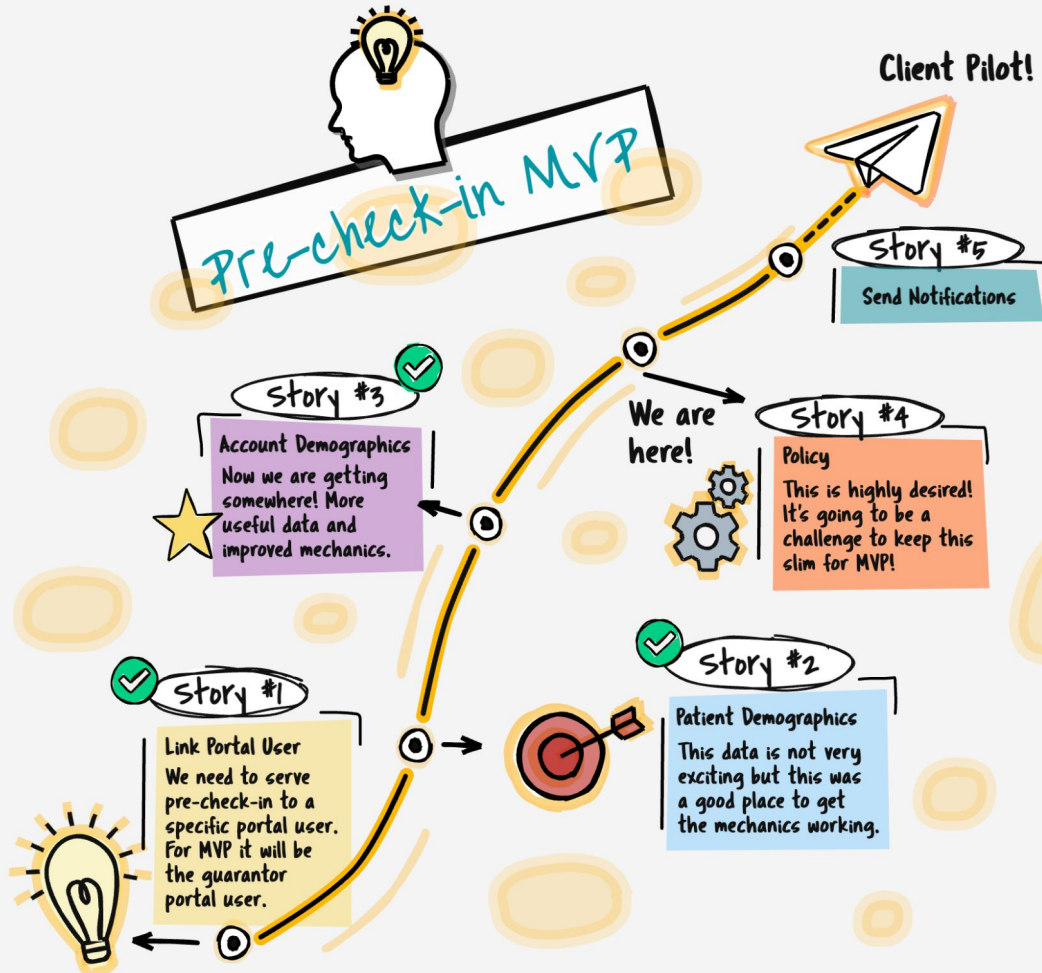 Pre-check-in MVP
Client Pilot!
Story #5
Send Notifications
Story #3
Account Demographics
Now we are getting
somewhere! More
useful data and
improved mechanics.
We are
here!
Story #4
Policy
This is highly desired!
It's going to be a
challenge to keep this
slim for MVP!
Story #1
Link Portal User
We need to serve
pre-check-in to a
specific portal user.
For MVP it will be
the guarantor
portal user.
Story #2
Patient Demographics
This data is not very
exciting but this was
a good place to get
the mechanics working.